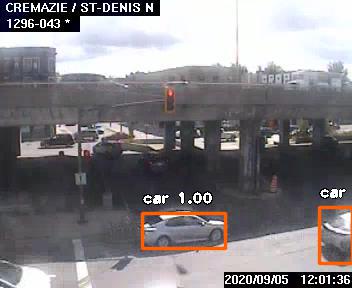 CREMAZIE / ST-DENIS N
1296-043 *
car 1.00
car
2020/09/05 12:01:36